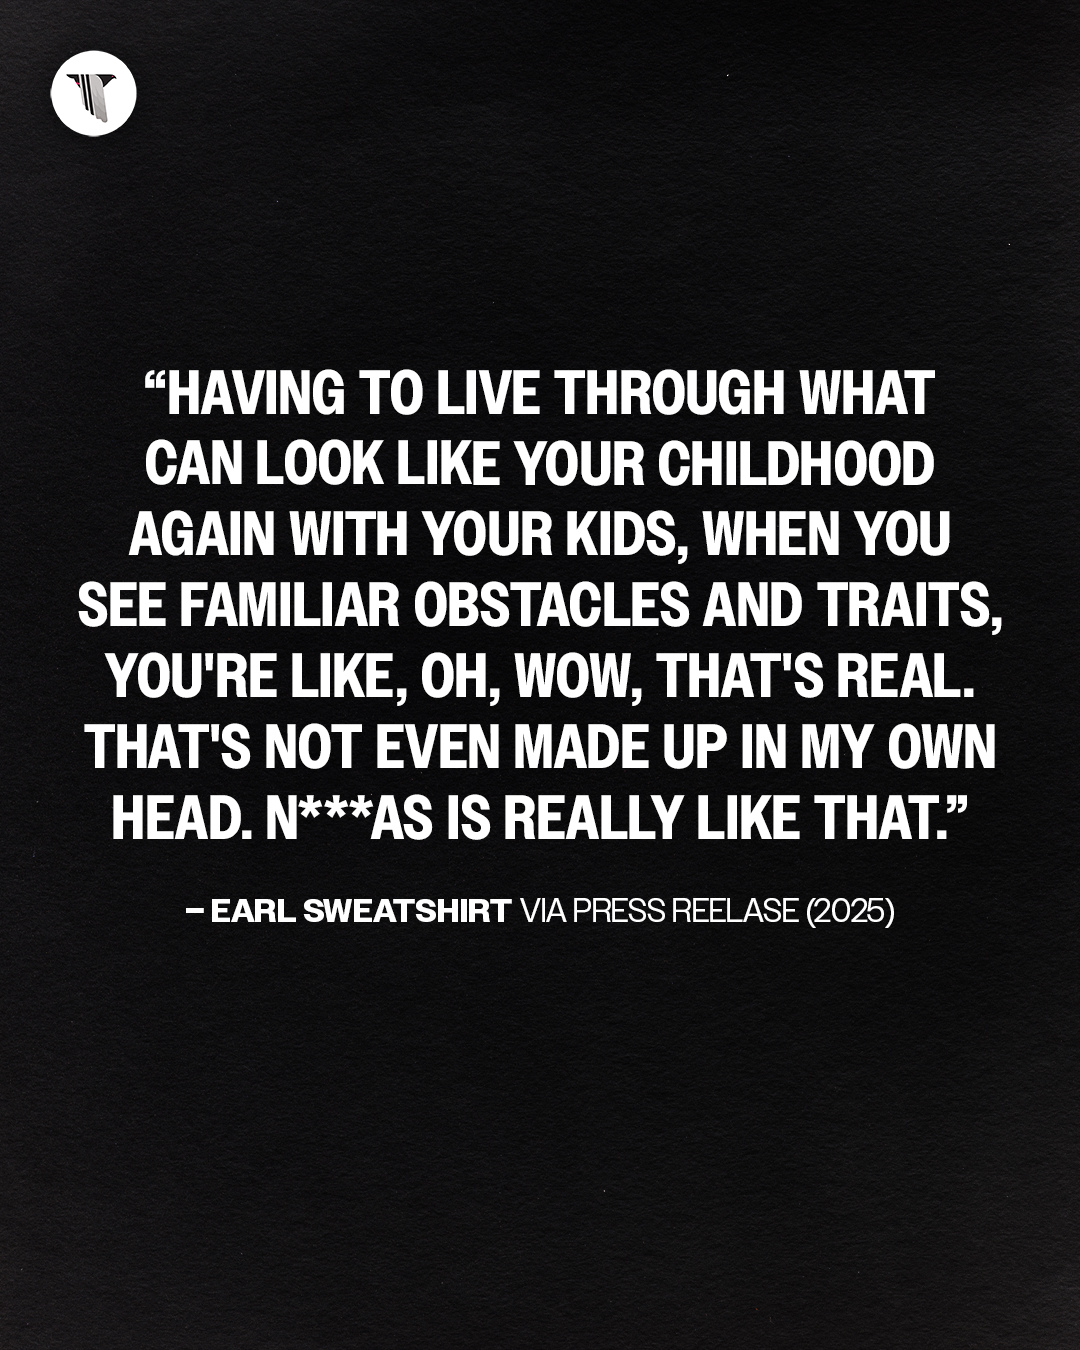 “HAVING TO LIVE THROUGH WHAT
CAN LOOK LIKE YOUR CHILDHOOD
AGAIN WITH YOUR KIDS, WHEN YOU
SEE FAMILIAR OBSTACLES AND TRAITS,
YOU'RE LIKE, OH, WOW, THAT'S REAL.
THAT'S NOT EVEN MADE UP IN MY OWN
HEAD. N***AS IS REALLY LIKE THAT.”
– EARL SWEATSHIRT VIA PRESS REELASE (2025)